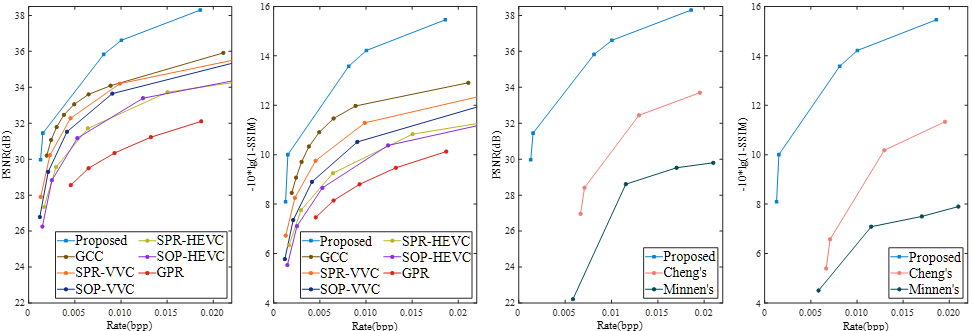 PSNR(dB)
38
36
34
32
30
28
26
24
22
0 0.005 0.010 0.015 0.020
Rate(bpp)
Proposed
GCC
SPR-VVC
SOP-VVC
SPR-HEVC
SOP-HEVC
GPR
-10*lg(1-SSIM)
16
14
12
10
8
6
4
0 0.005 0.010 0.015 0.020
Rate(bpp)
Proposed
GCC
SPR-VVC
SOP-VVC
SPR-HEVC
SOP-HEVC
GPR
PSNR(dB)
38
36
34
32
30
28
26
24
22
0 0.005 0.01 0.015 0.02
Rate(bpp)
Proposed
Cheng's
Minnen's
-10*lg(1-SSIM)
16
14
12
10
8
6
4
0 0.005 0.01 0.015 0.02
Rate(bpp)
Proposed
Cheng's
Minnen's